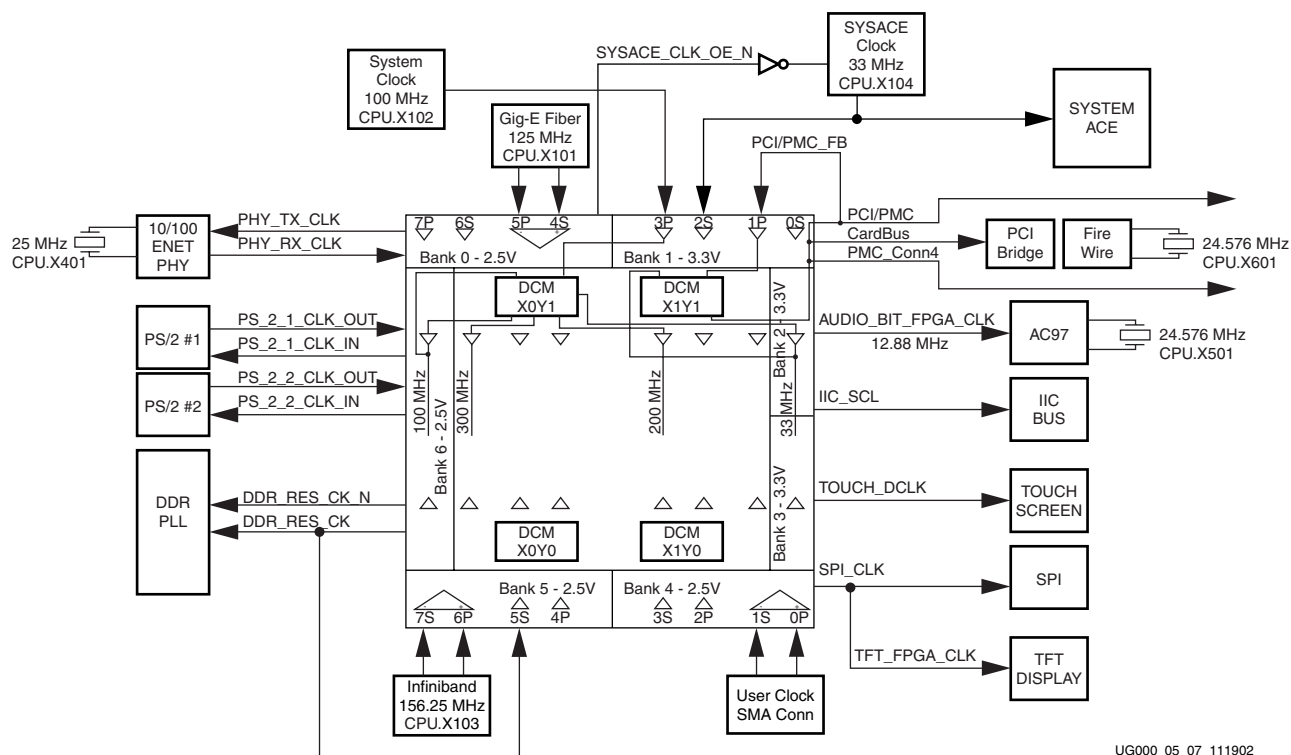 System
Clock
100 MHz
CPU.X102
SYSACE_CLK_OE_N
SYSACE
Clock
33 MHz
CPU.X104
SYSTEM
ACE
Gig-E Fiber
125 MHz
CPU.X101
PCI/PMC_FB
25 MHz
CPU.X401
10/100
ENET
PHY
PHY_TX_CLK
PHY_RX_CLK
7P
6S
5P
4S
3P
2S
1P
0S
- +
Bank 0 - 2.5V
Bank 1 - 3.3V
PCI/PMC
CardBus
PMC_Conn4
PCI
Bridge
Fire
Wire
24.576 MHz
CPU.X601
DCM
X0Y1
DCM
X1Y1
Bank 2 - 3.3V
PS/2 #1
PS_2_1_CLK_OUT
PS_2_1_CLK_IN
PS/2 #2
PS_2_2_CLK_OUT
PS_2_2_CLK_IN
AUDIO_BIT_FPGA_CLK
12.88 MHz
AC97
24.576 MHz
CPU.X501
100 MHz
300 MHz
200 MHz
33 MHz
IIC_SCL
IIC
BUS
Bank 6 - 2.5V
Bank 3 - 3.3V
DDR
PLL
DDR_RES_CK_N
DDR_RES_CK
TOUCH_DCLK
TOUCH
SCREEN
DCM
X0Y0
DCM
X1Y0
SPI_CLK
SPI
Bank 5 - 2.5V
Bank 4 - 2.5V
- +
- +
7S
6P
5S
4P
3S
2P
1S
0P
TFT_FPGA_CLK
TFT
DISPLAY
Infiniband
156.25 MHz
CPU.X103
User Clock
SMA Conn
UG000_05_07_111902